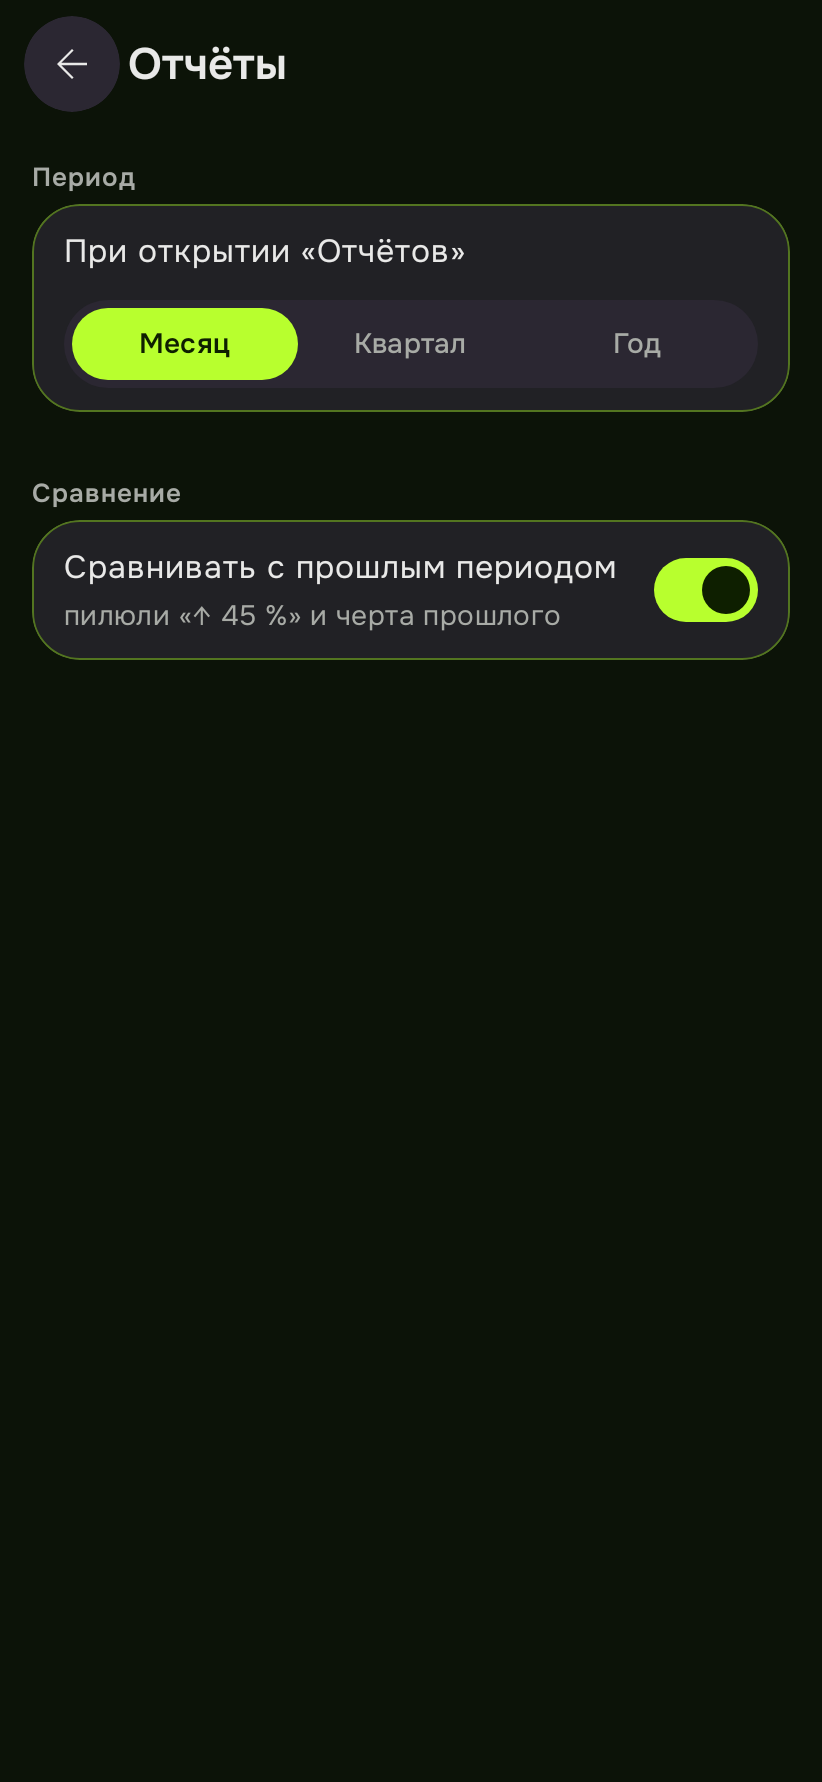 Отчёты
Период
При открытии «Отчётов»
Месяц Квартал Год
Сравнение
Сравнивать с прошлым периодом
пилюли «↑ 45 %» и черта прошлого